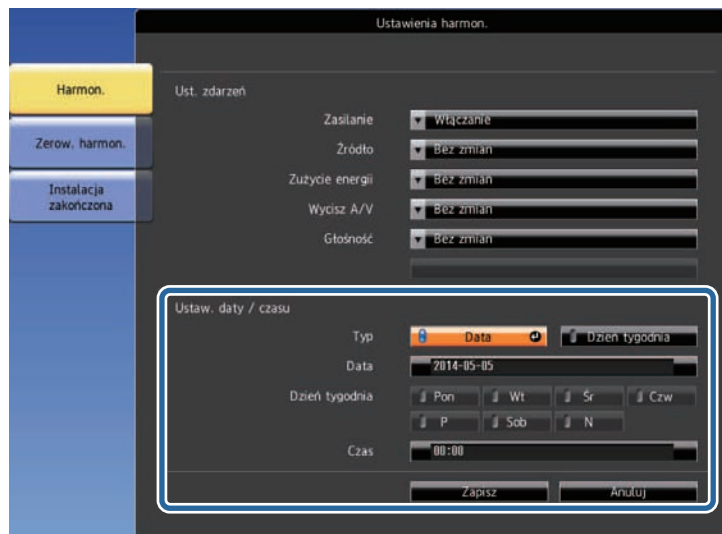 Ustawienia harmon.
Harmon.
Zerow. harmon.
Instalacja
zakończona
Ust. zdarzeń
Zasilanie Włączanie
Źródło Bez zmian
Zużycie energii Bez zmian
Wycisz A/V Bez zmian
Głośność Bez zmian
Ustaw. daty / czasu
Typ Data Dzień tygodnia
Data 2014-05-05
Dzień tygodnia Pon Wt Śr Czw
P Sob N
Czas 00:00
Zapisz Anuluj